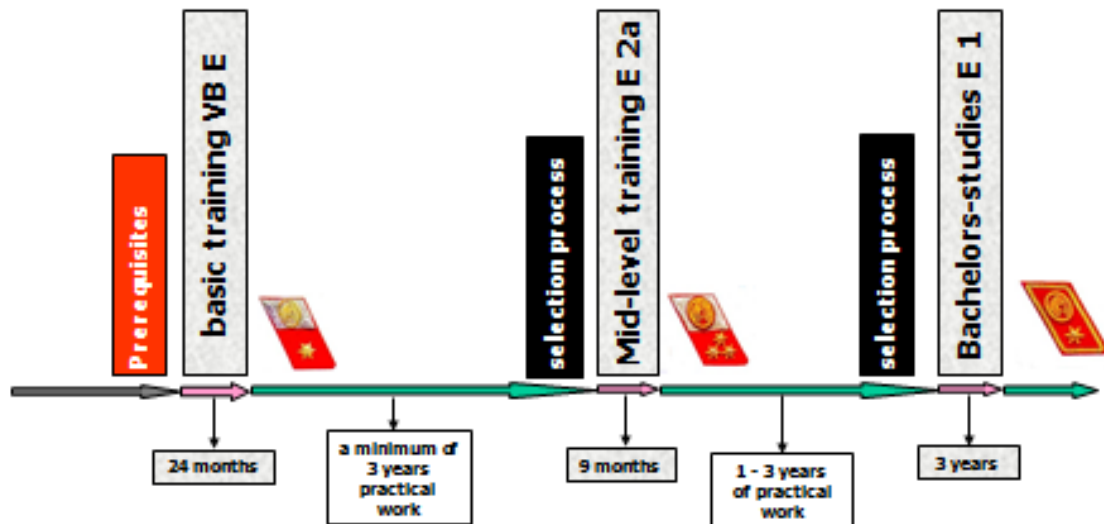 Prerequisites
basic training VB E
selection process
Mid-level training E 2a
selection process
Bachelors-studies E 1
24 months
a minimum of
3 years
practical
work
9 months
1 - 3 years
of practical
work
3 years